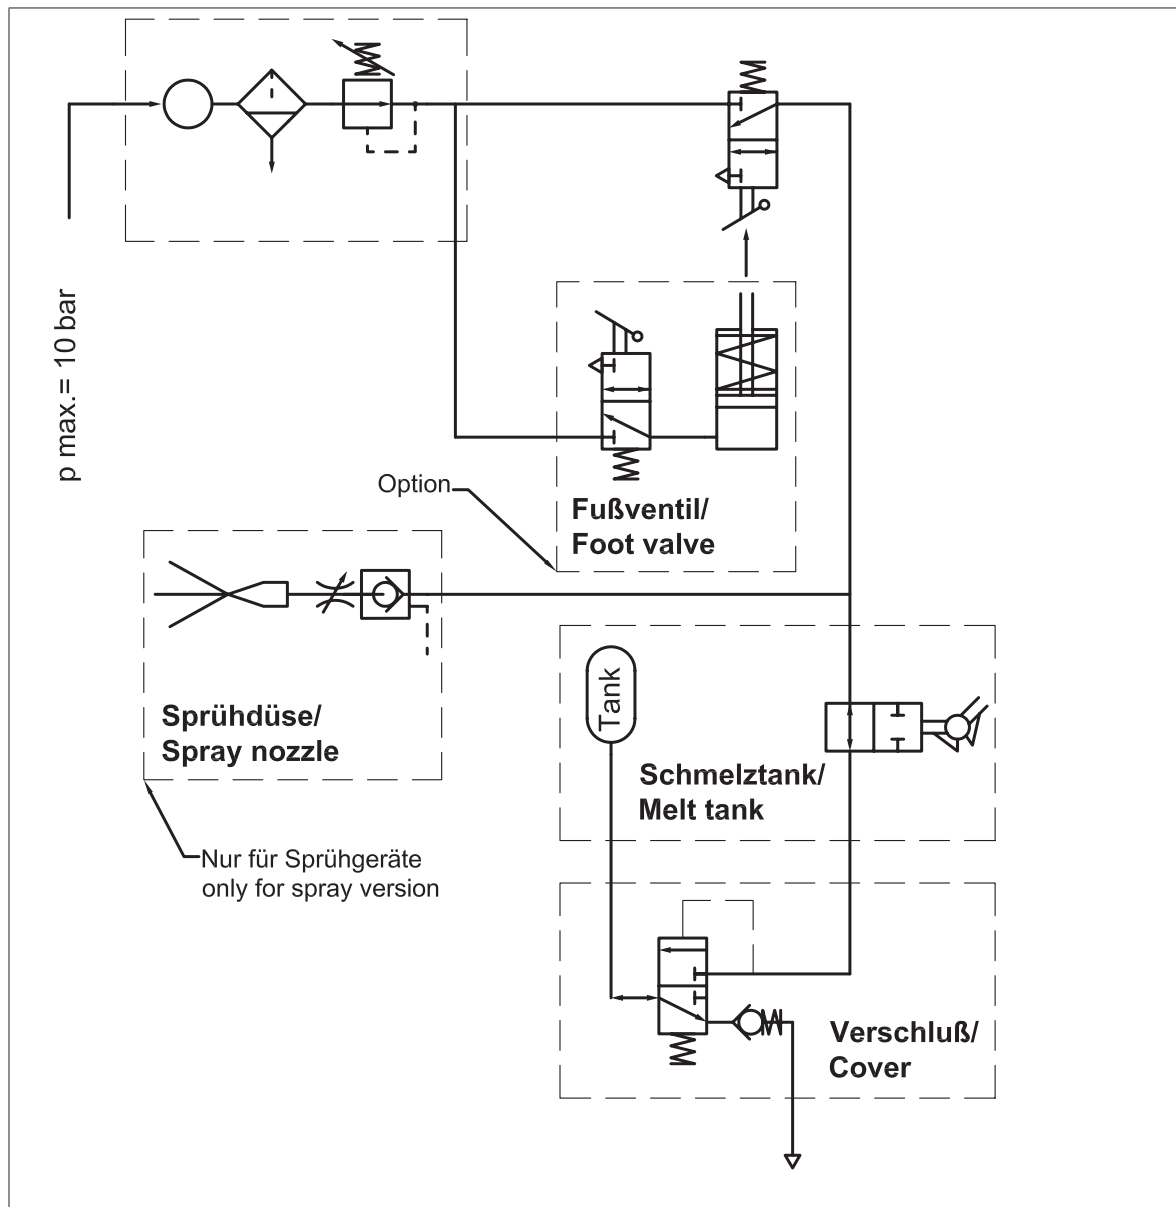 p max.= 10 bar
Option
Fußventil/
Foot valve
Sprühdüse/
Spray nozzle
Nur für Sprühgeräte
only for spray version
Tank
Schmelztank/
Melt tank
Verschluß/
Cover